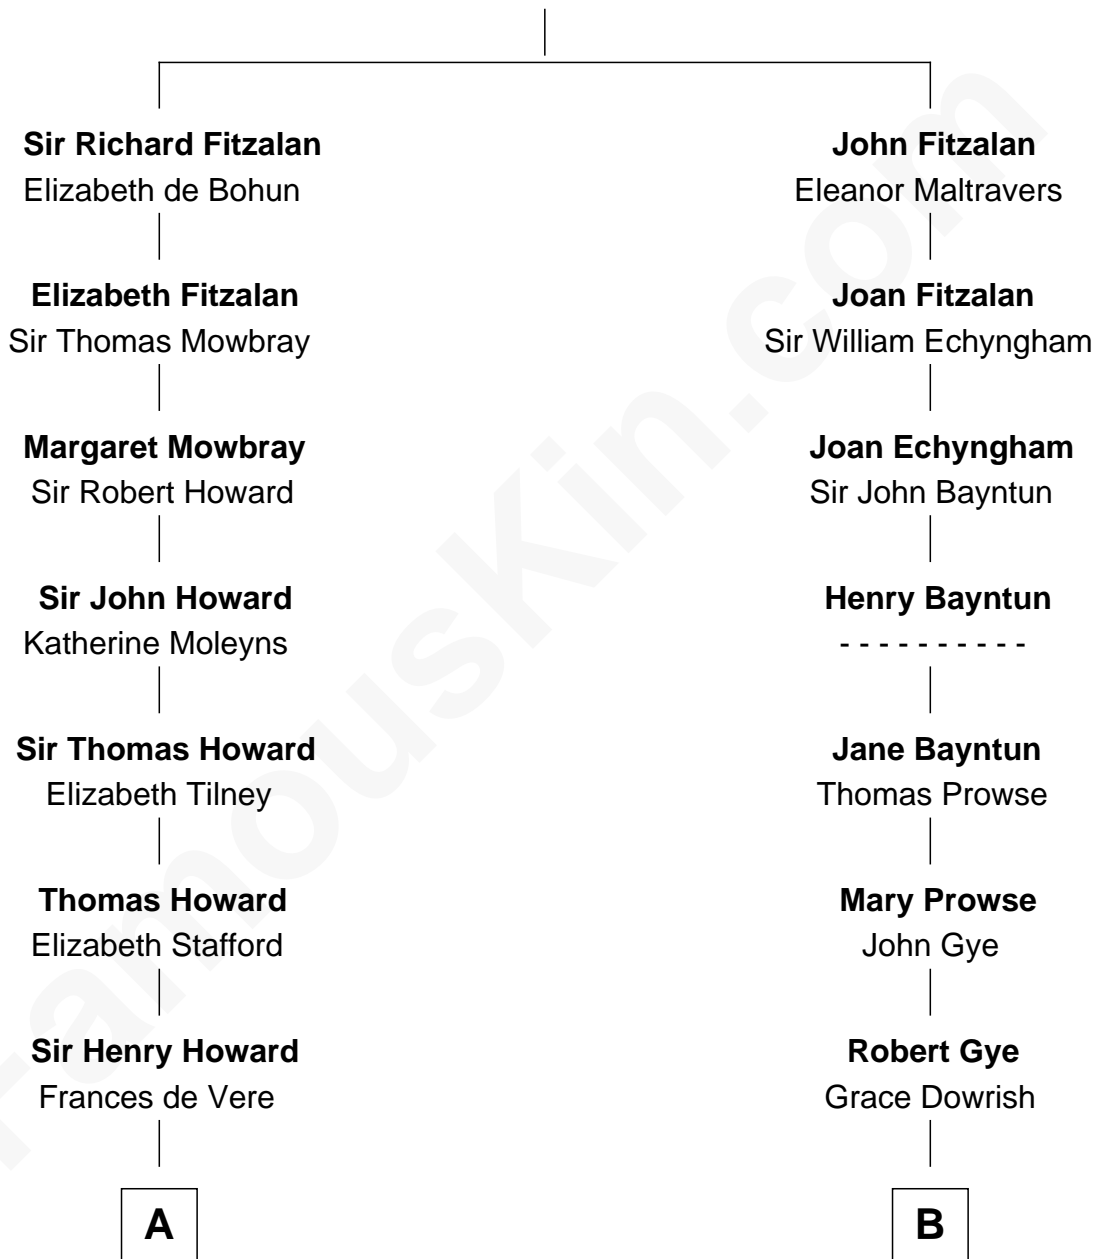 Sir Richard Fitzalan
Elizabeth de Bohun
Elizabeth Fitzalan
Sir Thomas Mowbray
Margaret Mowbray
Sir Robert Howard
Sir John Howard
Katherine Moleyns
Sir Thomas Howard
Elizabeth Tilney
Thomas Howard
Elizabeth Stafford
Sir Henry Howard
Frances de Vere
A
John Fitzalan
Eleanor Maltravers
Joan Fitzalan
Sir William Echyngham
Joan Echyngham
Sir John Bayntun
Henry Bayntun
- - - - - - - - - -
Jane Bayntun
Thomas Prowse
Mary Prowse
John Gye
Robert Gye
Grace Dowrish
B
FamousKin.com